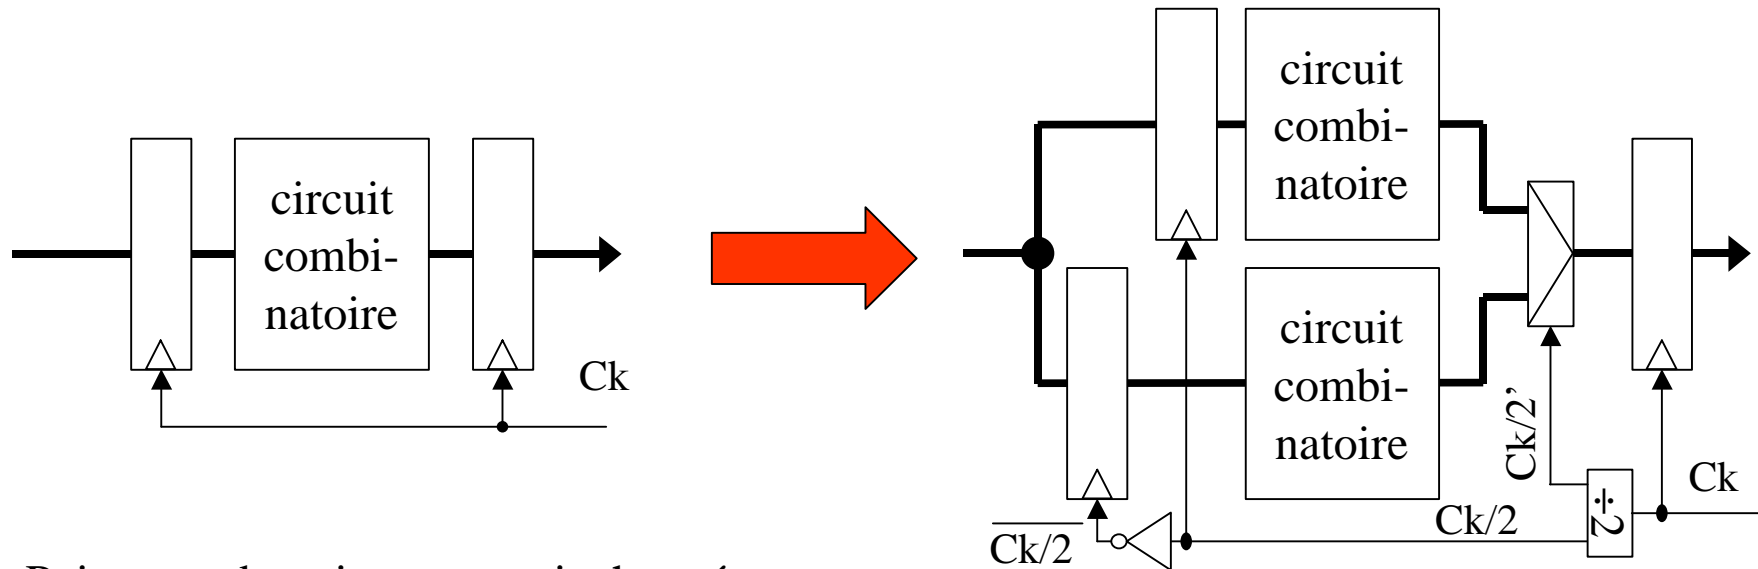 circuit
combi-
natoire
Ck
circuit
combi-
natoire
circuit
combi-
natoire
Ck/2'
÷2
Ck
Ck/2
Ck/2